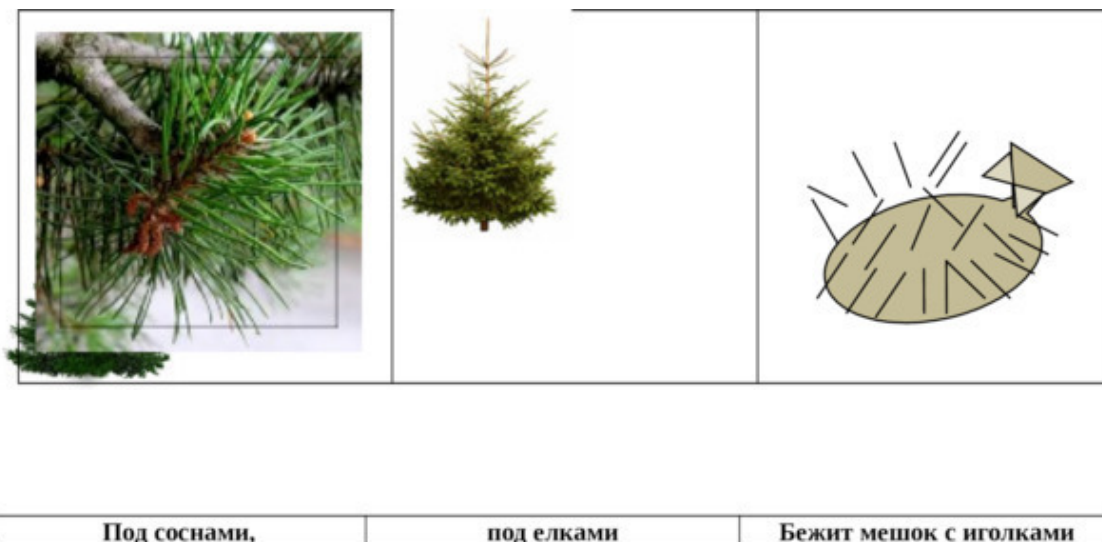 Под соснами,
под елками
Бежит мешок с иголками